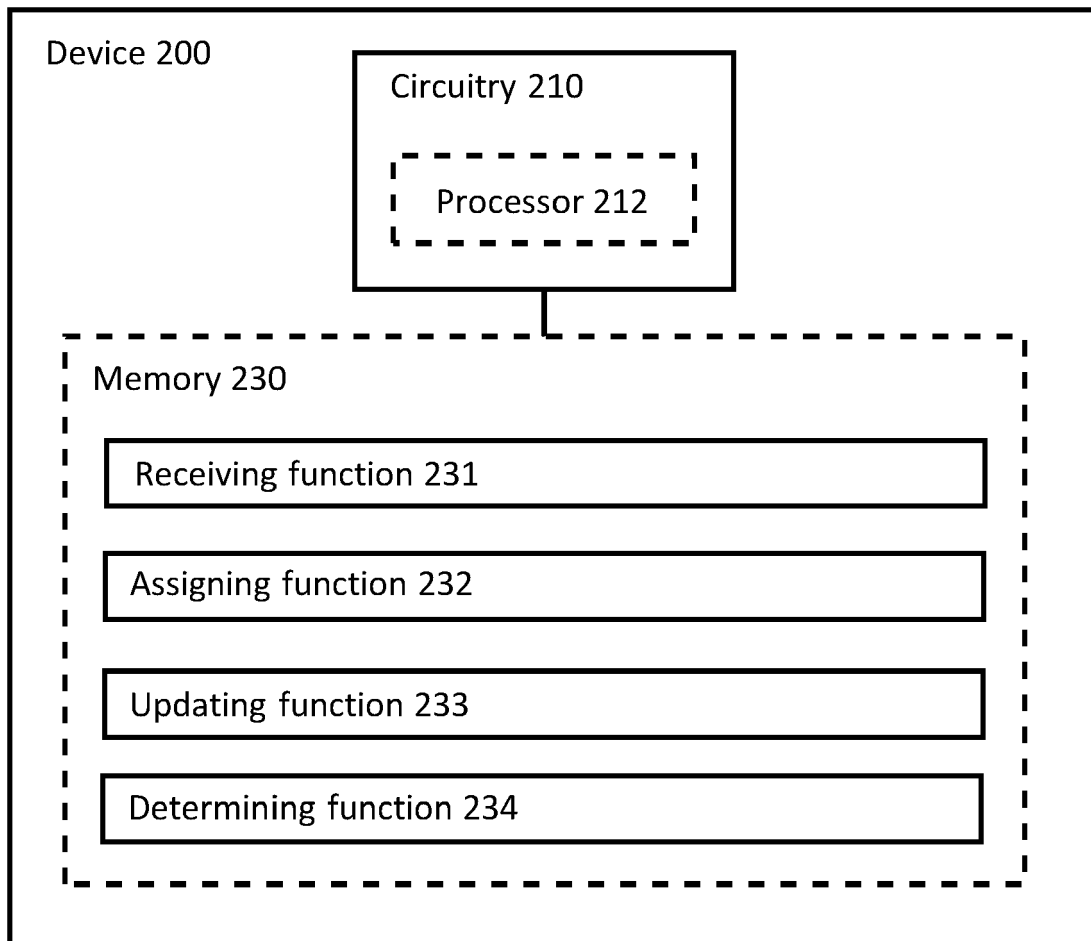 Device 200
Circuitry 210
Processor 212
Memory 230
Receiving function 231
Assigning function 232
Updating function 233
Determining function 234